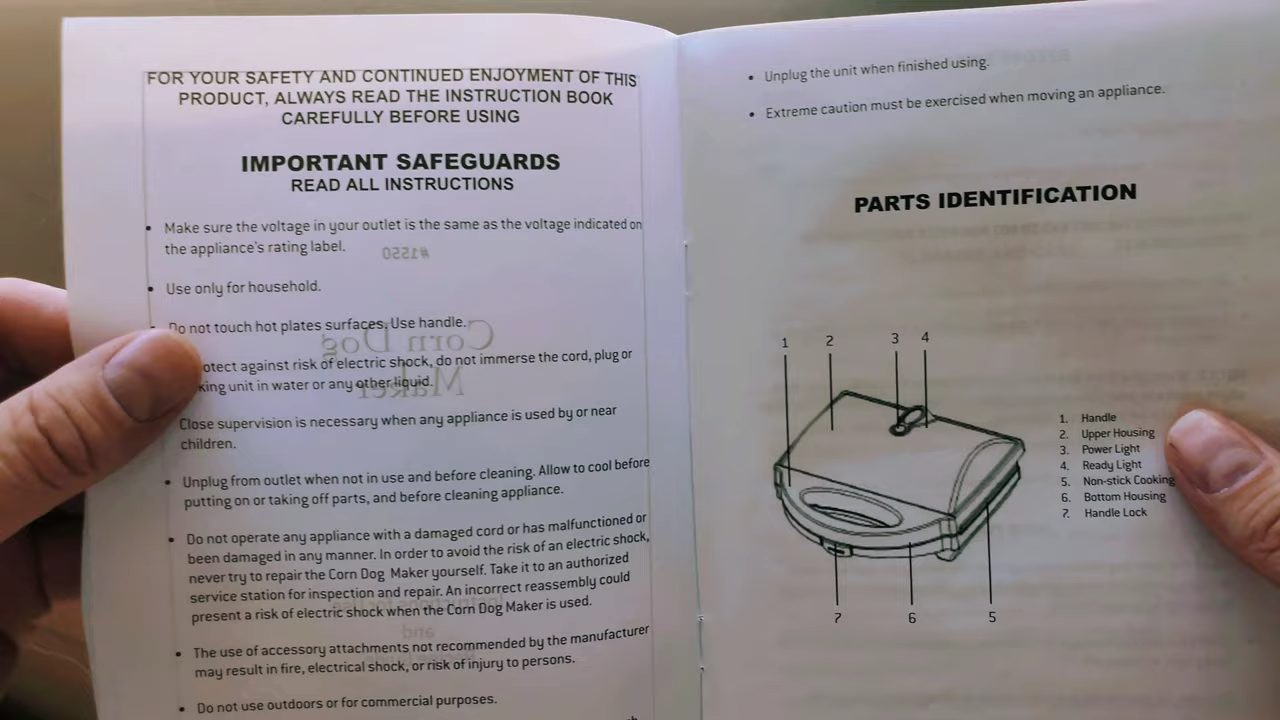 FOR YOUR SAFETY AND CONTINUED ENJOYMENT OF THIS
PRODUCT, ALWAYS READ THE INSTRUCTION BOOK
CAREFULLY BEFORE USING
IMPORTANT SAFEGUARDS
READ ALL INSTRUCTIONS
• Make sure the voltage in your outlet is the same as the voltage indicated on
the appliance's rating label.
#1550
• Use only for household.
• Do not touch hot plates surfaces. Use handle.
Corn Dog
Maker
otect against risk of electric shock, do not immerse the cord, plug or
king unit in water or any other liquid.
Close supervision is necessary when any appliance is used by or near
children.
• Unplug from outlet when not in use and before cleaning. Allow to cool before
putting on or taking off parts, and before cleaning appliance.
• Do not operate any appliance with a damaged cord or has malfunctioned or
been damaged in any manner. In order to avoid the risk of an electric shock,
never try to repair the Corn Dog Maker yourself. Take it to an authorized
service station for inspection and repair. An incorrect reassembly could
present a risk of electric shock when the Corn Dog Maker is used.
and
• The use of accessory attachments not recommended by the manufacturer
may result in fire, electrical shock, or risk of injury to persons.
• Do not use outdoors or for commercial purposes.
• Unplug the unit when finished using.
• Extreme caution must be exercised when moving an appliance.
PARTS IDENTIFICATION
1 2 3 4
1. Handle
2. Upper Housing
3. Power Light
4. Ready Light
5. Non-stick Cooking
6. Bottom Housing
7. Handle Lock
7 6 5